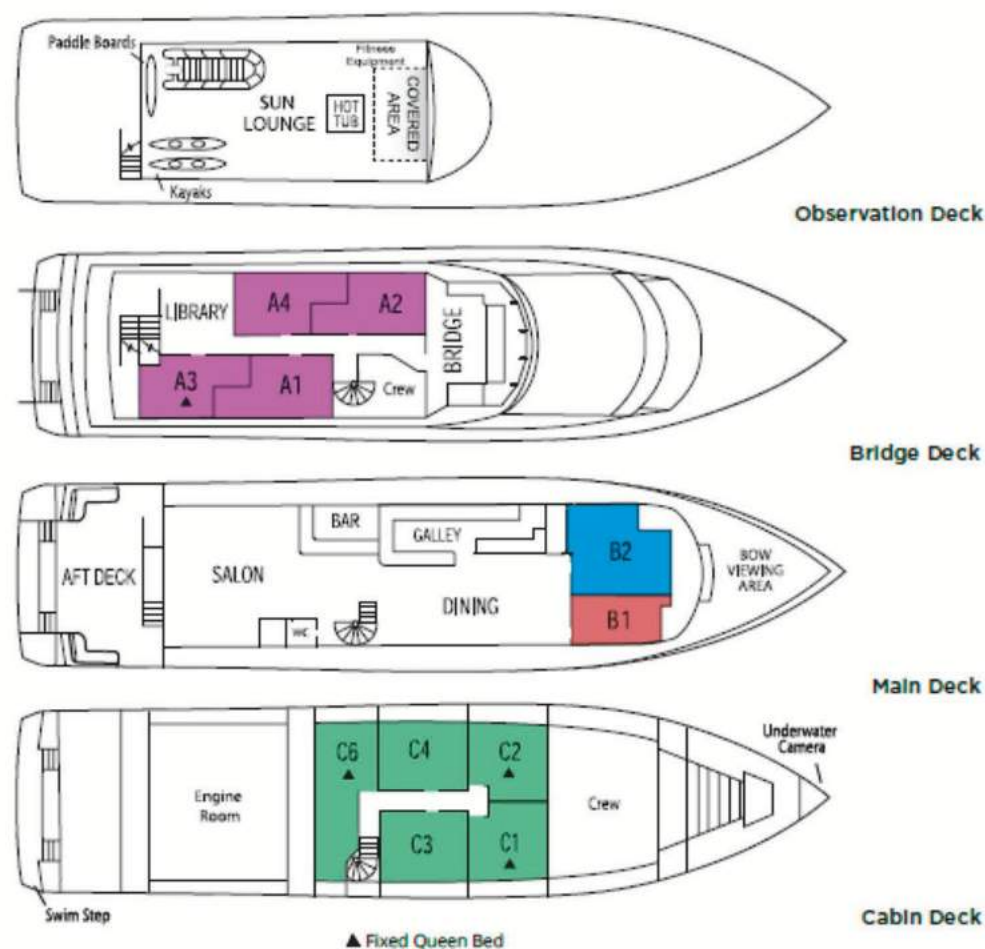 Paddle Boards
Fitness
Equipment
SUN
LOUNGE
HOT
TUB
COVERED
AREA
Kayaks
Observation Deck
LIBRARY
A4
A2
BRIDGE
A3
▲
A1
Crew
Bridge Deck
BAR
GALLEY
B2
AFT DECK
SALON
BOW
VIEWING
AREA
DINING
B1
WC
Main Deck
Underwater
Camera
C6
▲
C4
C2
▲
Engine
Room
Crew
C3
C1
▲
Swim Step
Cabin Deck
▲ Fixed Queen Bed